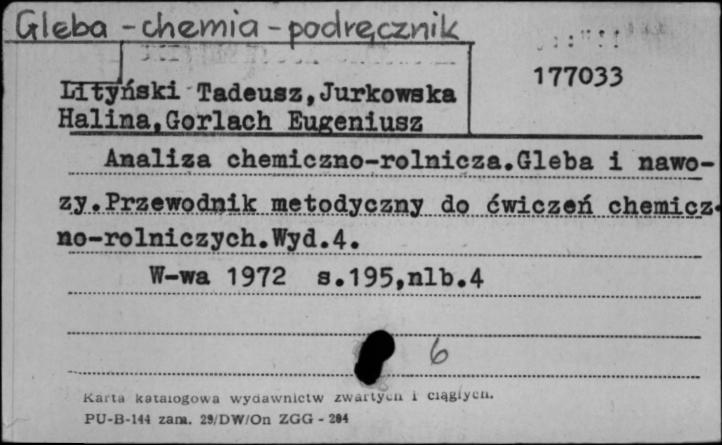 Gleba - chemia - podręcznik
177033
Lityński Tadeusz, Jurkowska
Halina, Gorlach Eugeniusz
Analiza chemiczno-rolnicza. Gleba i nawo-
zy. Przewodnik metodyczny do ćwiczeń chemicz-
no-rolniczych. Wyd. 4.
W-wa 1972 s. 195, nlb. 4
6
Karta katalogowa wydawnictw zwartych i ciągłych.
PU-B-144 zam. 29/DW/On ZGG - 284